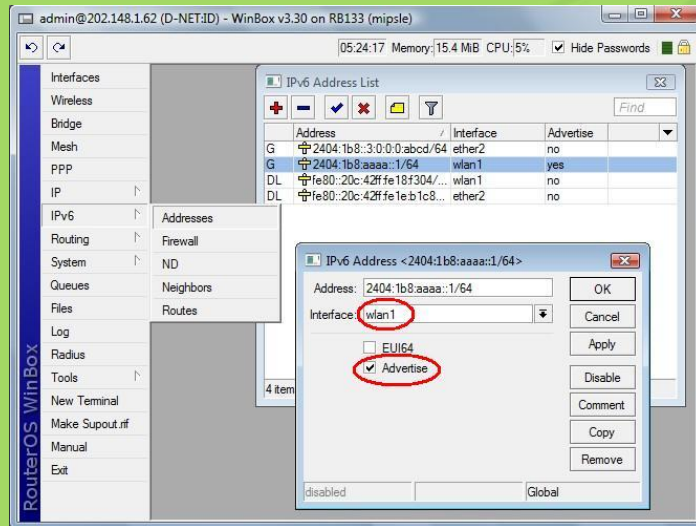 admin@202.148.1.62 (D-NET:ID) - WinBox v3.30 on RB133 (mipsle)
05:24:17 Memory: 15.4 MiB CPU: 5% Hide Passwords
Interfaces
Wireless
Bridge
Mesh
PPP
IP
IPv6
Routing
System
Queues
Files
Log
Radius
Tools
New Terminal
Make Supout.rif
Manual
Exit
RouterOS WinBox
Addresses
Firewall
ND
Neighbors
Routes
IPv6 Address List
Find
Address / Interface Advertise
G 2404:1b8::3:0:0:0:abcd/64 ether2 no
G 2404:1b8:aaaa::1/64 wlan1 yes
DL fe80::20c:42ff:fe18:f304/... wlan1 no
DL fe80::20c:42ff:fe1e:b1c8... ether2 no
4 item
IPv6 Address <2404:1b8:aaaa::1/64>
Address: 2404:1b8:aaaa::1/64
Interface: wlan1
EUI64
Advertise
OK
Cancel
Apply
Disable
Comment
Copy
Remove
disabled Global